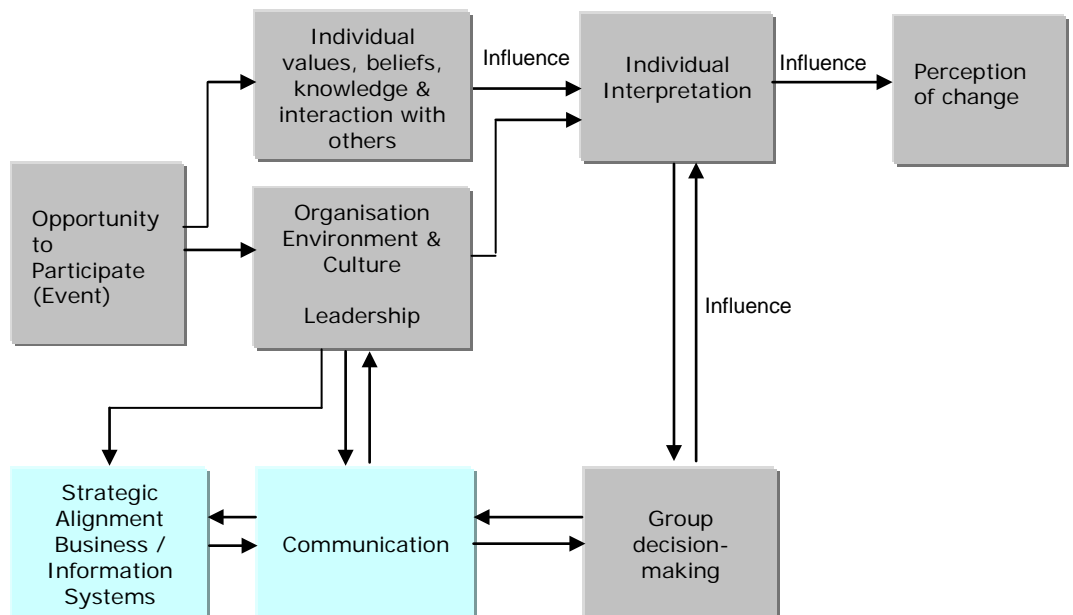 Individual
values, beliefs,
knowledge &
interaction with
others
Influence
Individual
Interpretation
Influence
Perception
of change
Opportunity
to
Participate
(Event)
Organisation
Environment &
Culture
Leadership
Influence
Strategic
Alignment
Business /
Information
Systems
Communication
Group
decision-
making